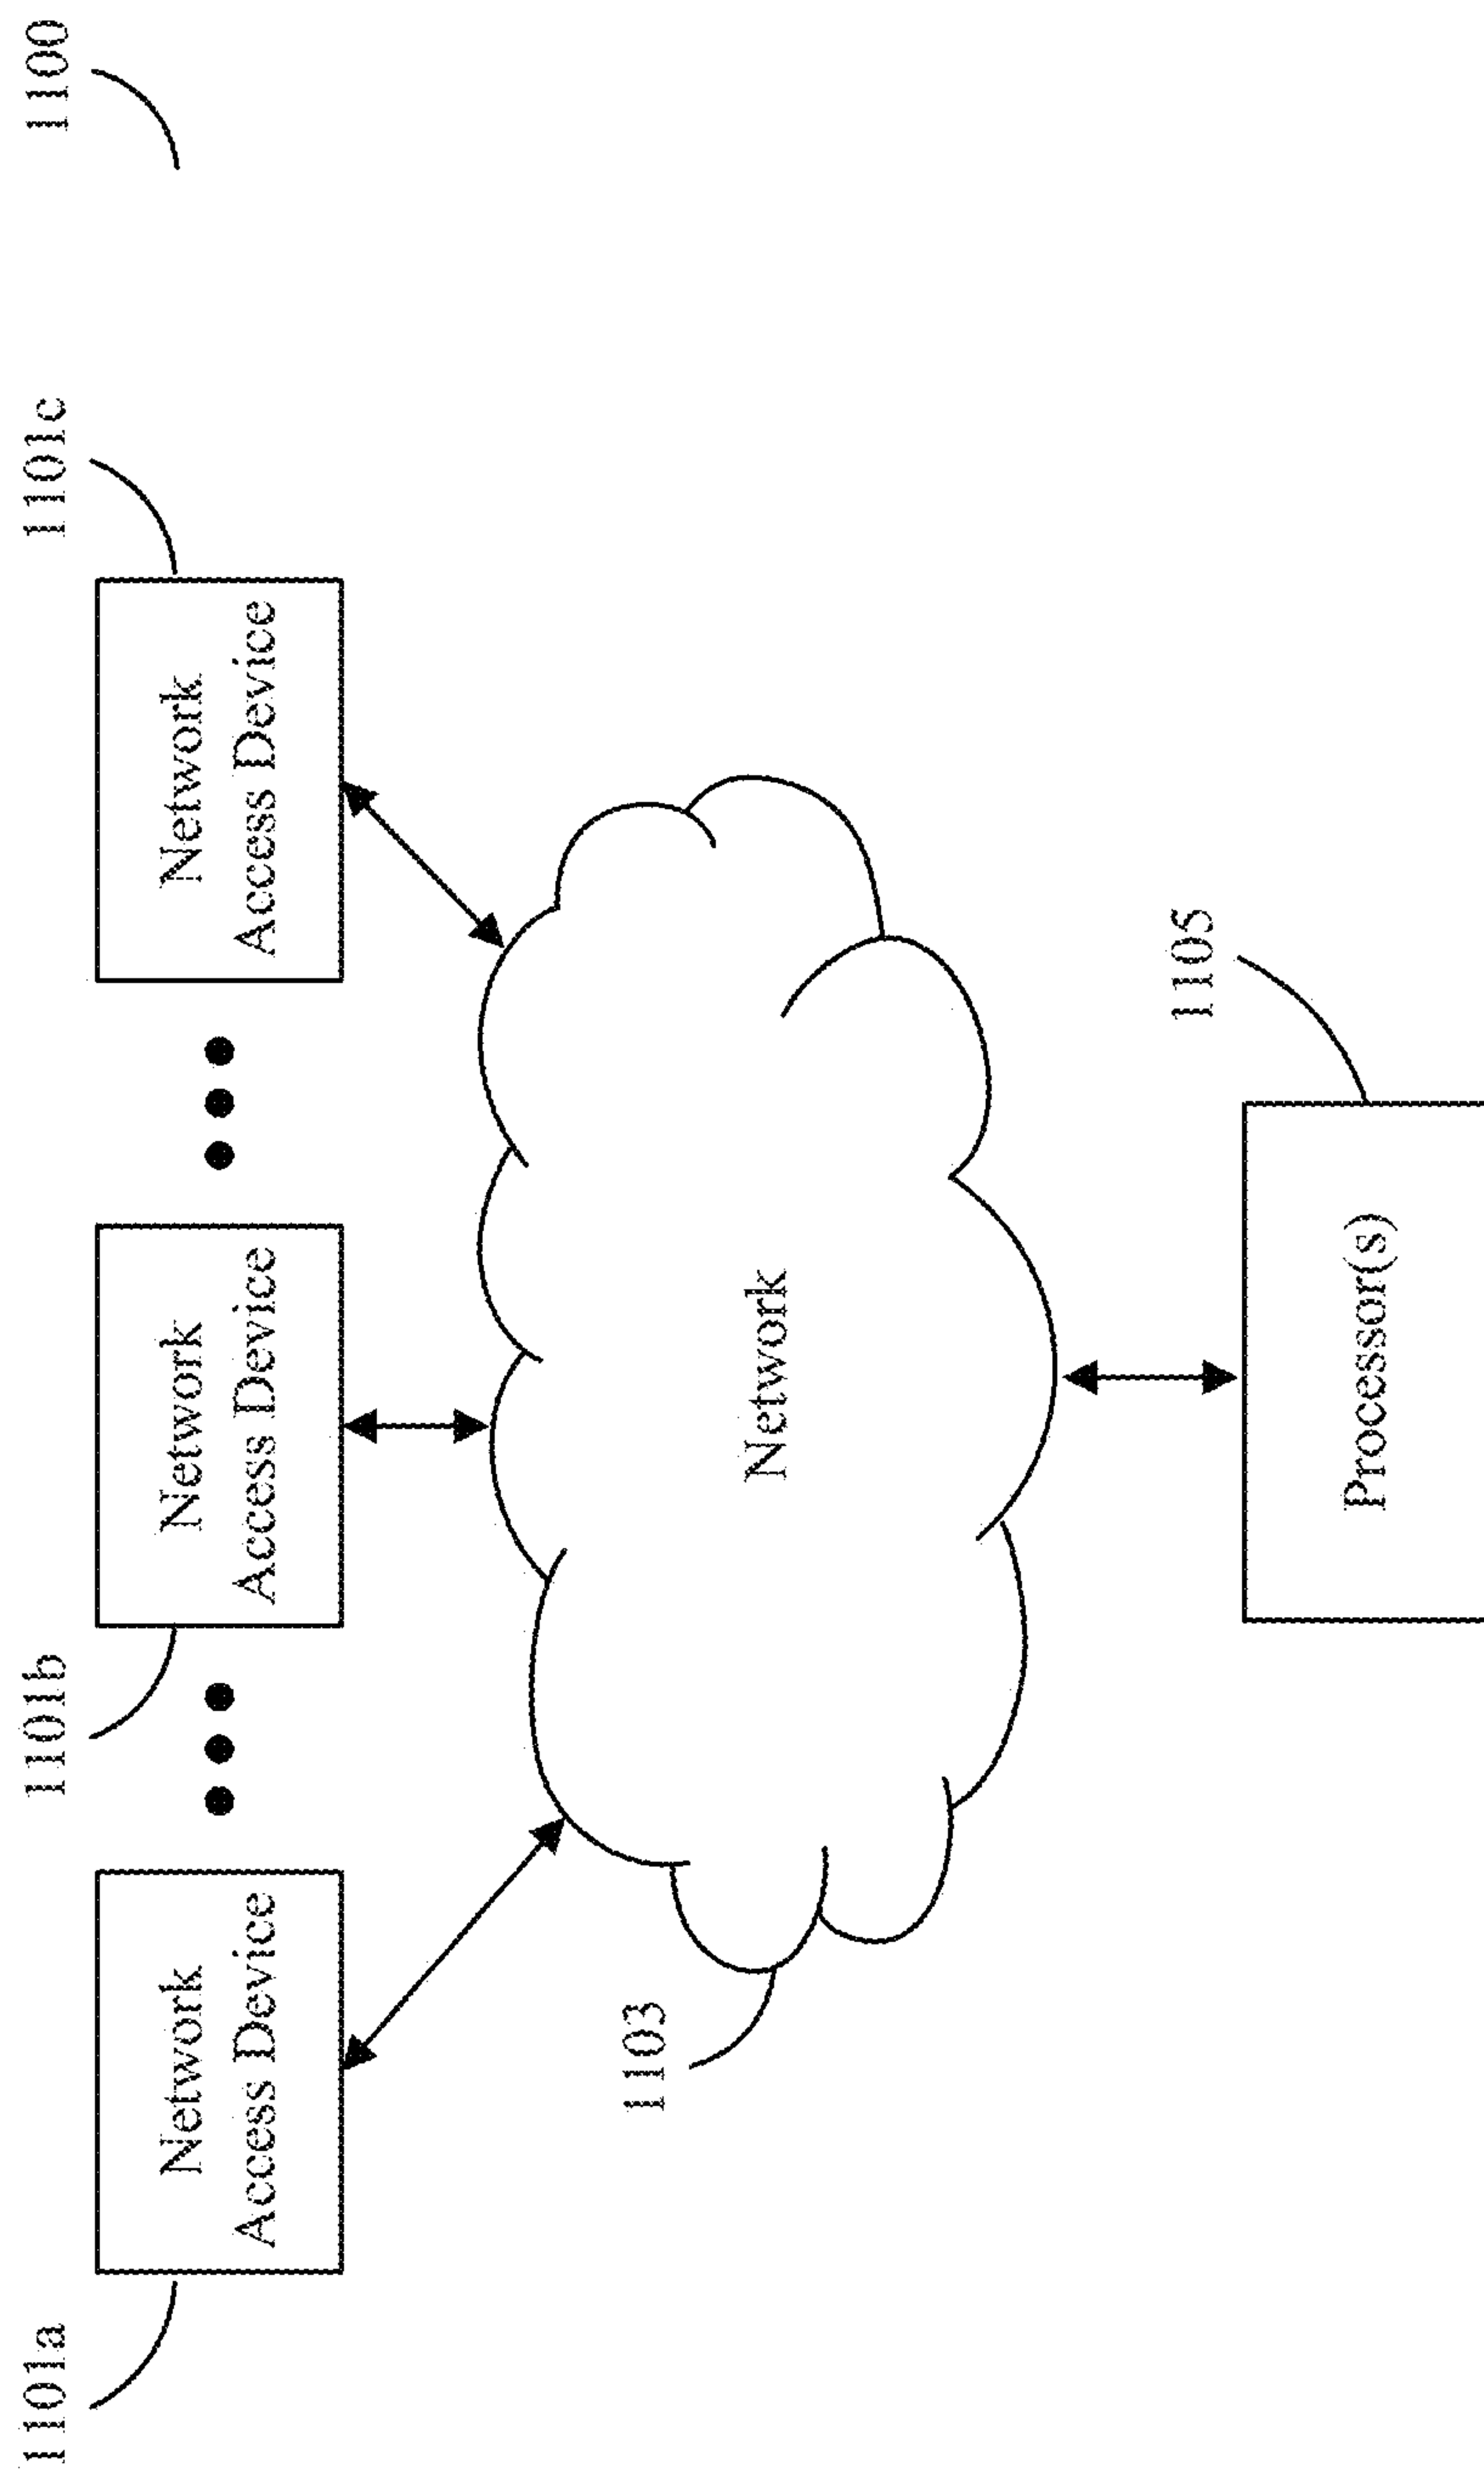 1100
1101a
1101b
1101c
Network
Access Device
Network
Access Device
Network
Access Device
1103
Network
1105
Processor(s)